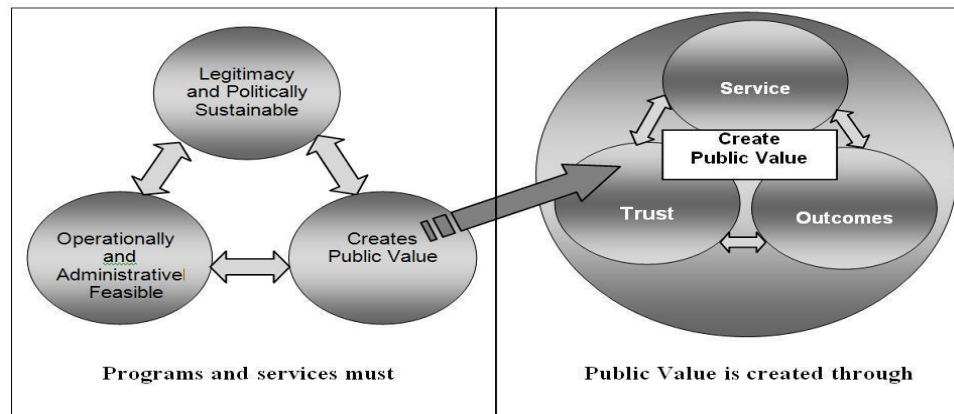 Legitimacy
and Politically
Sustainable
Operationally
and
Administrativel
Feasible
Creates
Public Value
Programs and services must
Service
Create
Public Value
Trust
Outcomes
Public Value is created through